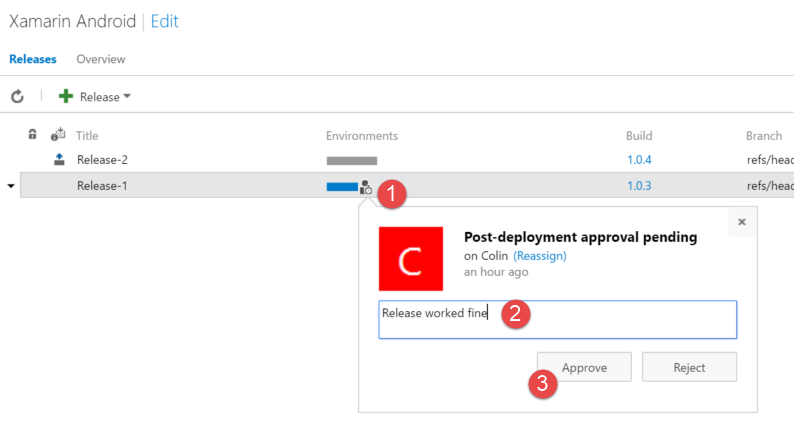 Xamarin Android | Edit
Releases Overview
Release
Title Environments Build Branch
Release-2 1.0.4 refs/head
Release-1 1 1.0.3 refs/head
Post-deployment approval pending
C on Colin (Reassign)
an hour ago
Release worked fine 2
Approve Reject
3